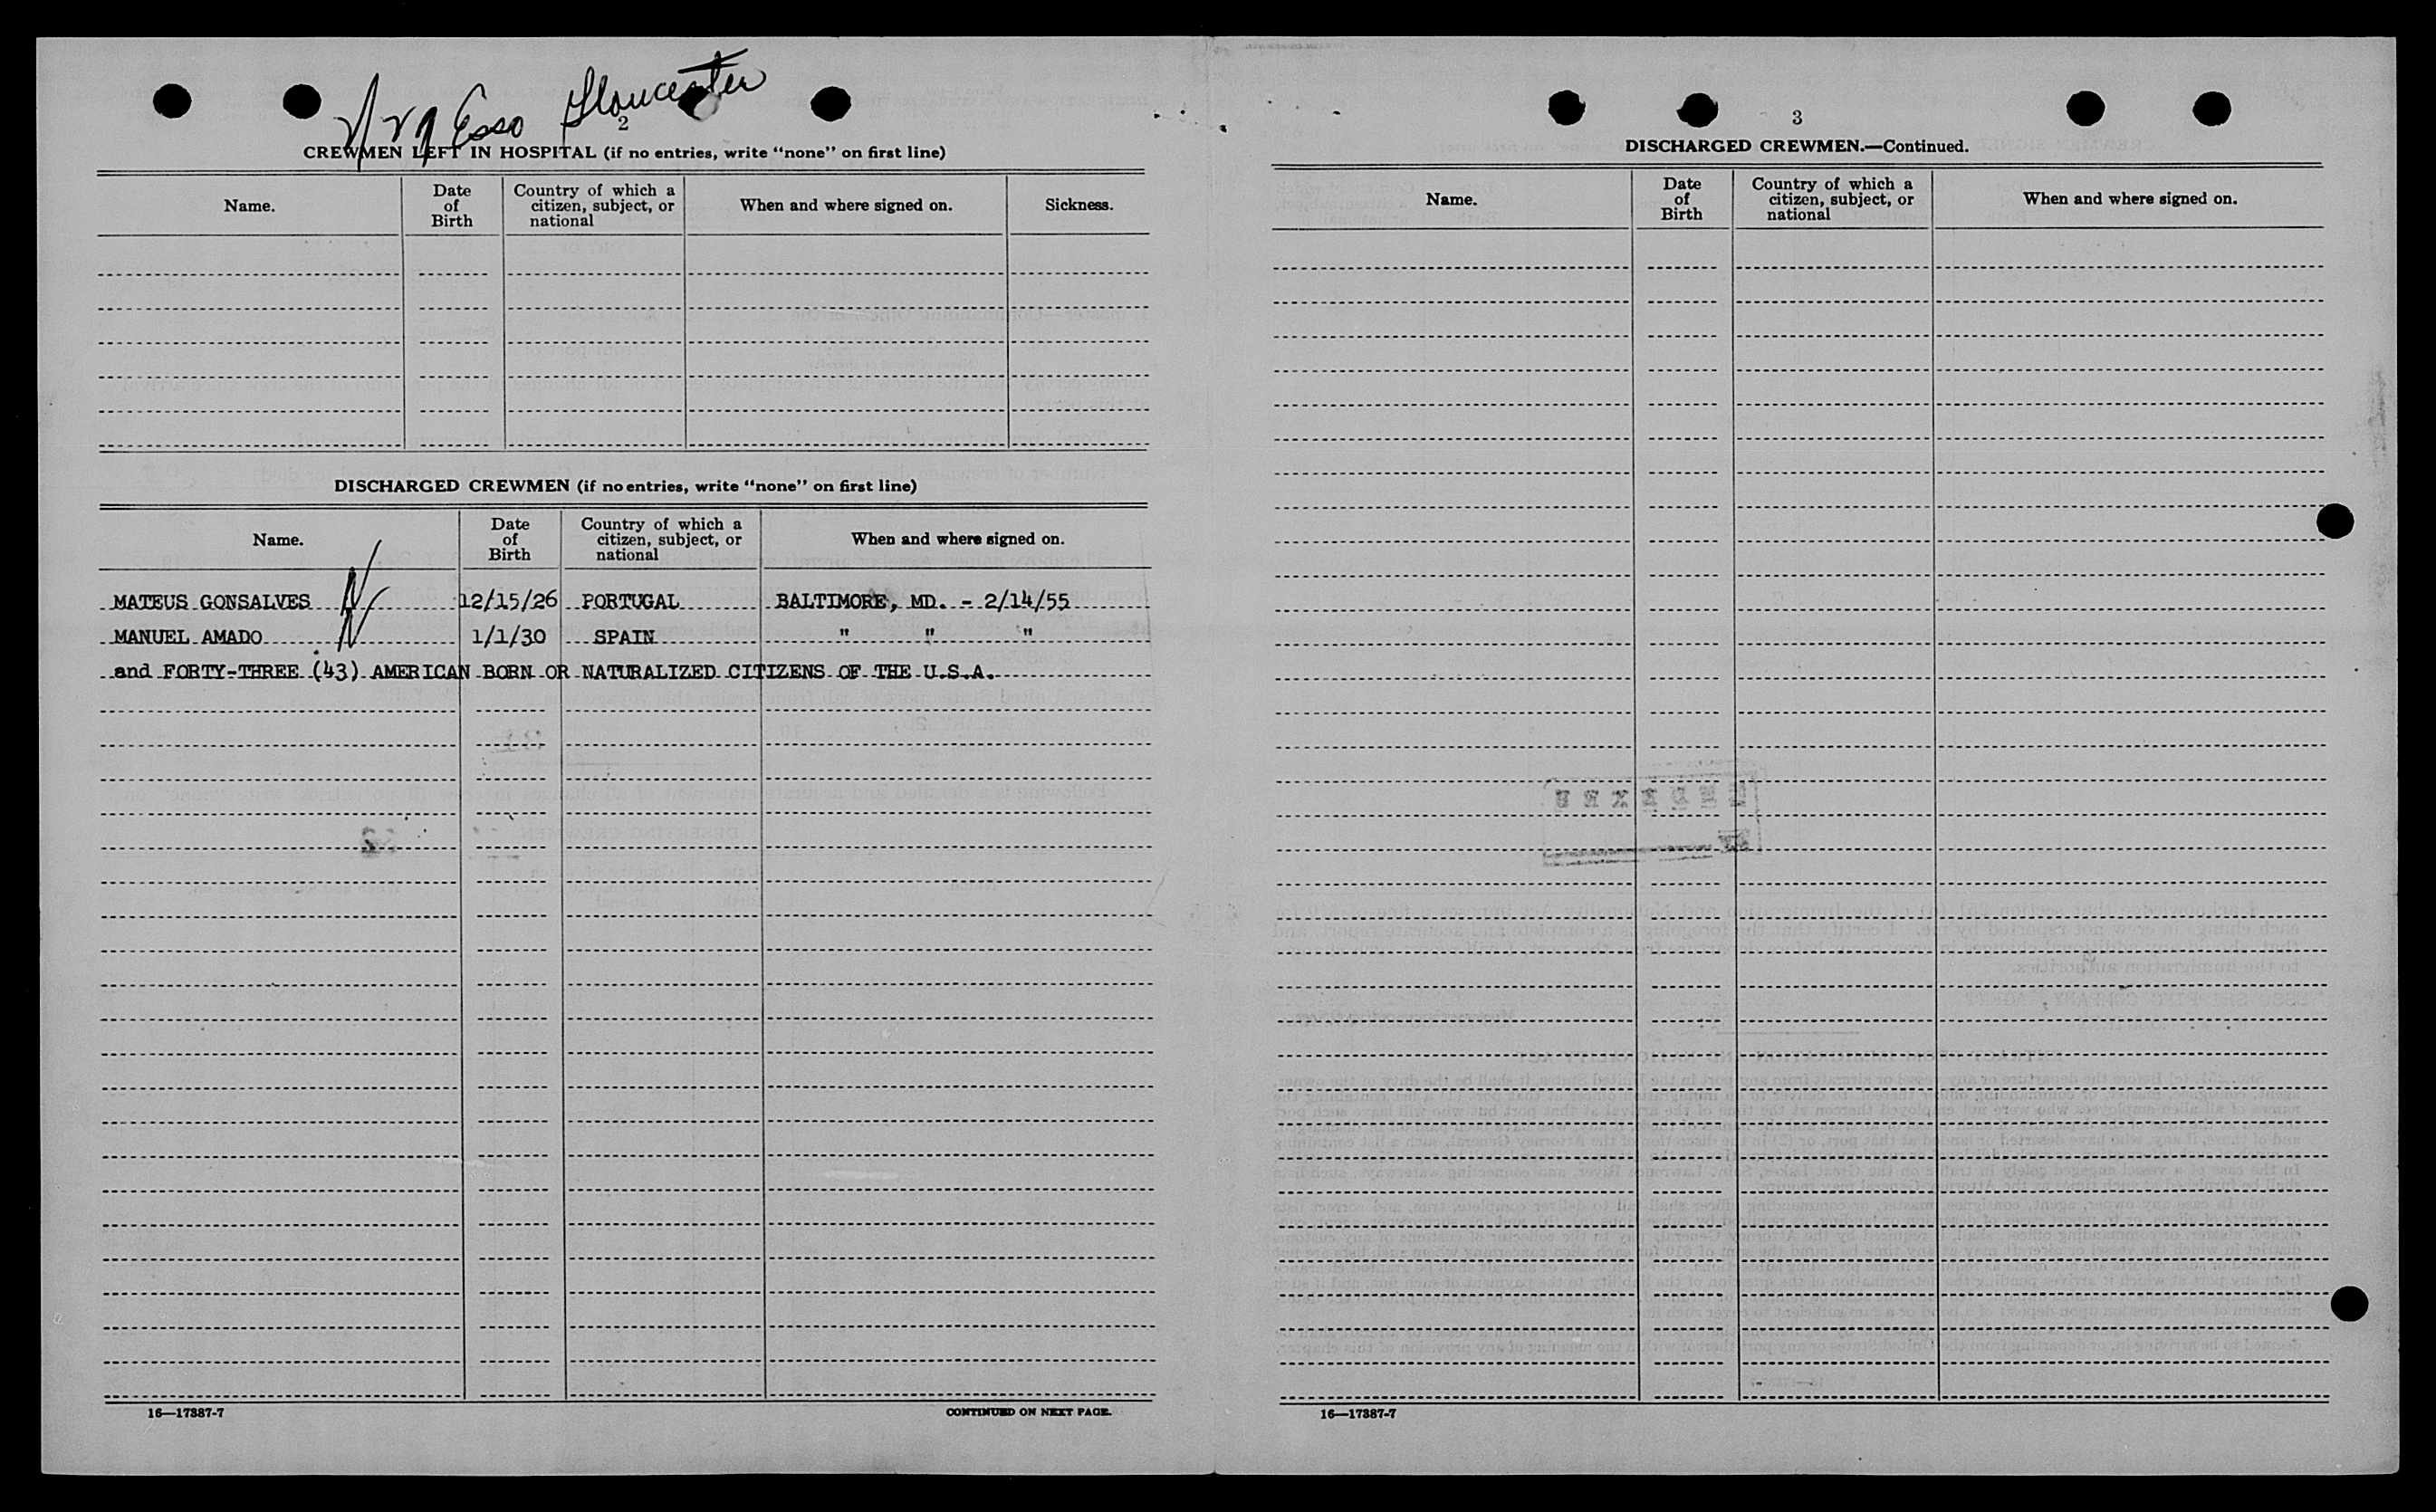 Esso Gloucester
2
CREWMEN LEFT IN HOSPITAL (if no entries, write "none" on first line)
Name.
Date of Birth
Country of which a citizen, subject, or national
When and where signed on.
Sickness.
DISCHARGED CREWMEN (if no entries, write "none" on first line)
Name.
Date of Birth
Country of which a citizen, subject, or national
When and where signed on.
MATEUS GONSALVES 12/15/26 PORTUGAL BALTIMORE, MD. - 2/14/55
MANUEL AMADO 1/1/30 SPAIN " " "
and FORTY-THREE (43) AMERICAN BORN OR NATURALIZED CITIZENS OF THE U.S.A.
16—17387-7
CONTINUED ON NEXT PAGE.
3
DISCHARGED CREWMEN.—Continued.
Name.
Date of Birth
Country of which a citizen, subject, or national
When and where signed on.
16—17387-7